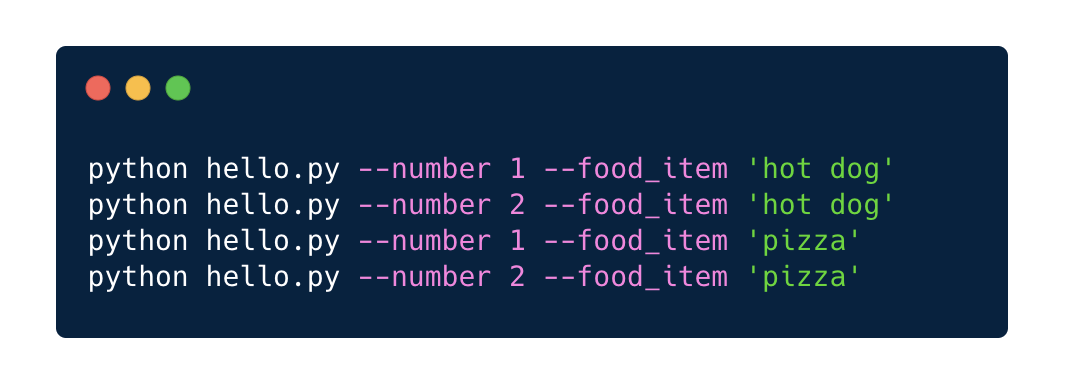 python hello.py --number 1 --food_item 'hot dog'
python hello.py --number 2 --food_item 'hot dog'
python hello.py --number 1 --food_item 'pizza'
python hello.py --number 2 --food_item 'pizza'